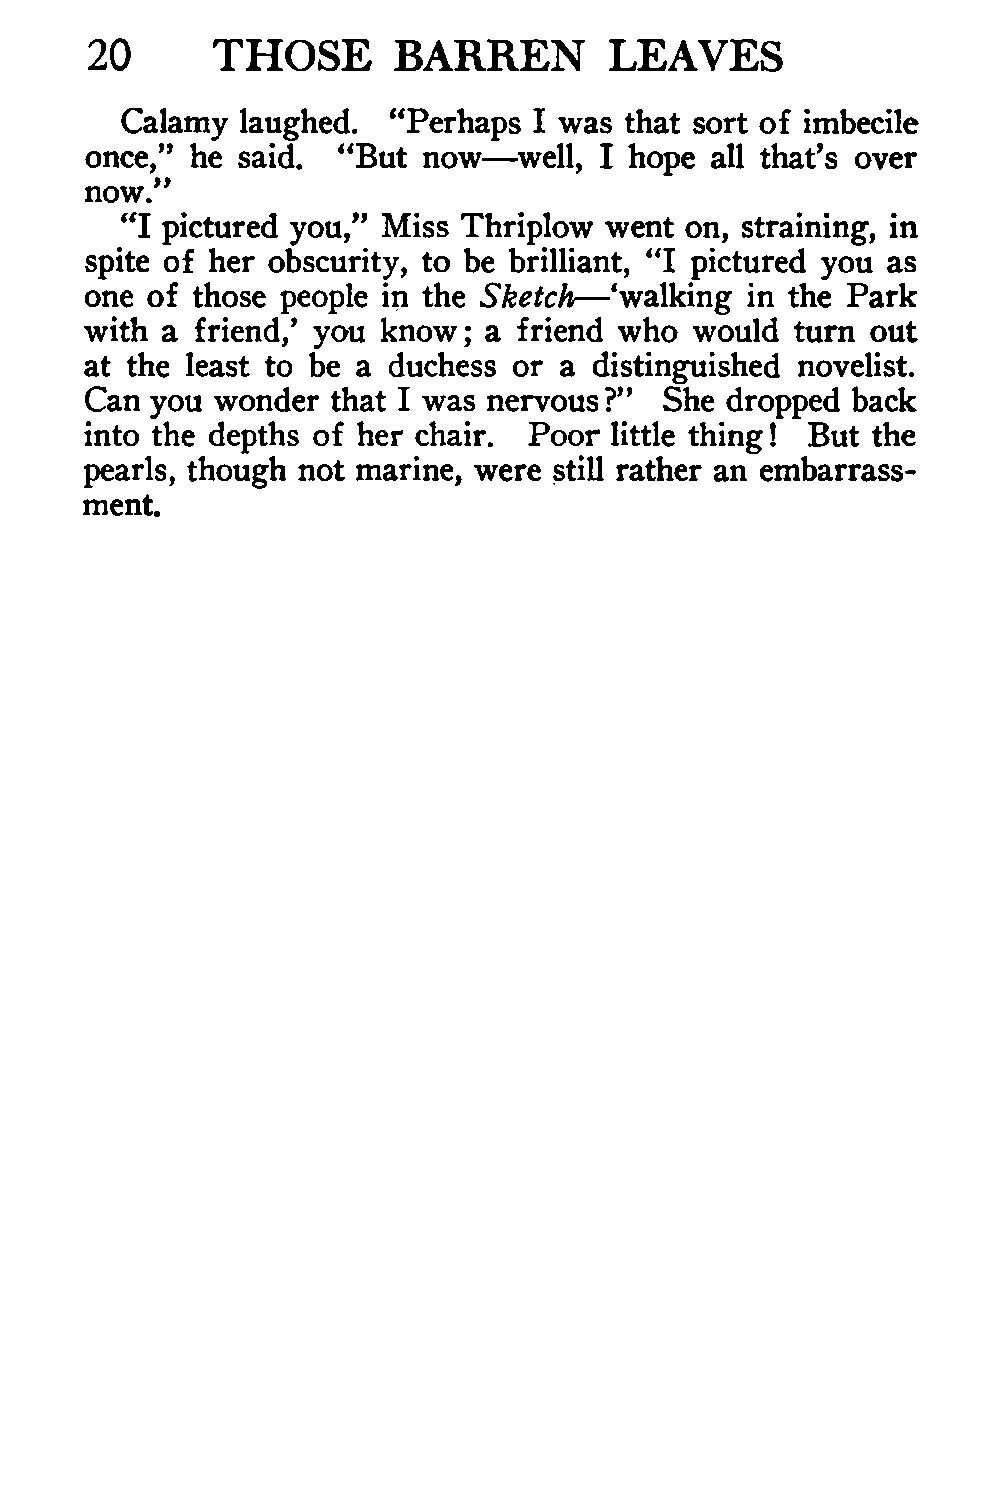 20 THOSE BARREN LEAVES
Calamy laughed. “Perhaps I was that sort of imbecile
once,” he said. “But now—well, I hope all that’s over
now.”
“I pictured you,” Miss Thriplow went on, straining, in
spite of her obscurity, to be brilliant, “I pictured you as
one of those people in the Sketch—‘walking in the Park
with a friend,’ you know; a friend who would turn out
at the least to be a duchess or a distinguished novelist.
Can you wonder that I was nervous?” She dropped back
into the depths of her chair. Poor little thing! But the
pearls, though not marine, were still rather an embarrass-
ment.